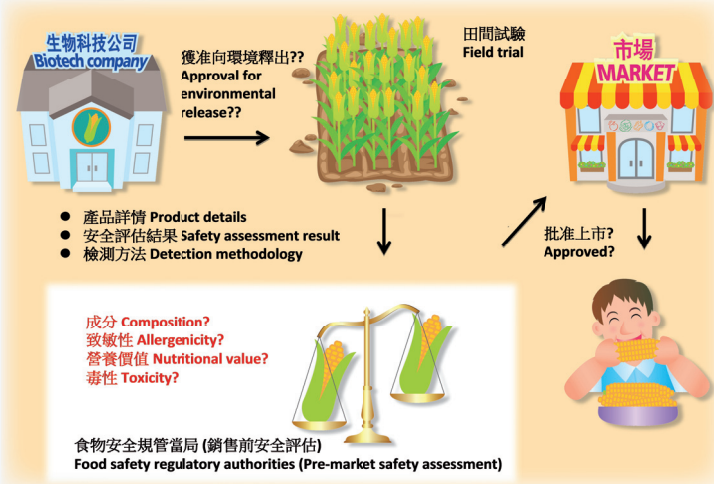 生物科技公司
Biotech company
獲准向環境釋出??
Approval for
environmental
release??
田間試驗
Field trial
市場
MARKET
● 產品詳情 Product details
● 安全評估結果 Safety assessment result
● 檢測方法 Detection methodology
批准上市?
Approved?
成分 Composition?
致敏性 Allergenicity?
營養價值 Nutritional value?
毒性 Toxicity?
食物安全規管當局 (銷售前安全評估)
Food safety regulatory authorities (Pre-market safety assessment)